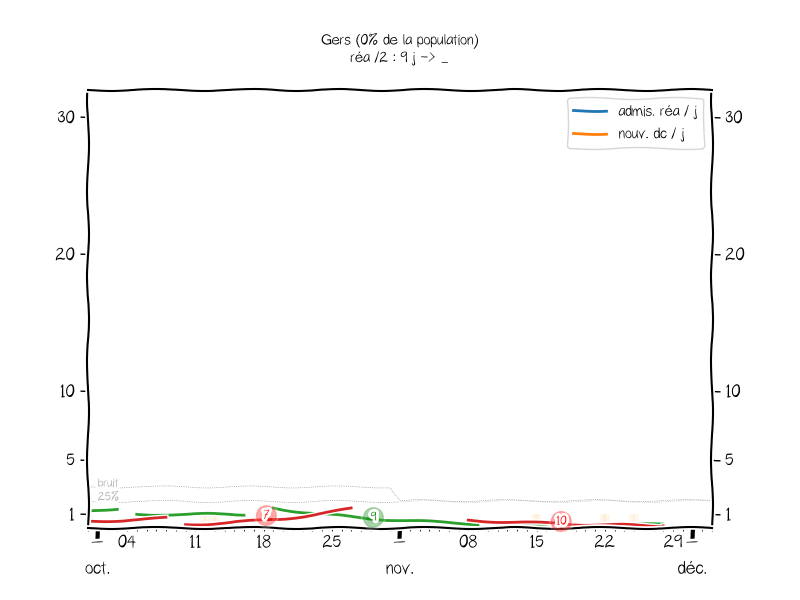 Gers (0% de la population)
réa /2 : 9 j -> _
admis. réa / j
nouv. dc / j
30
30
20
20
10
10
5
5
bruit
25%
1
1
7
9
10
04
11
18
25
08
15
22
29
oct.
nov.
déc.